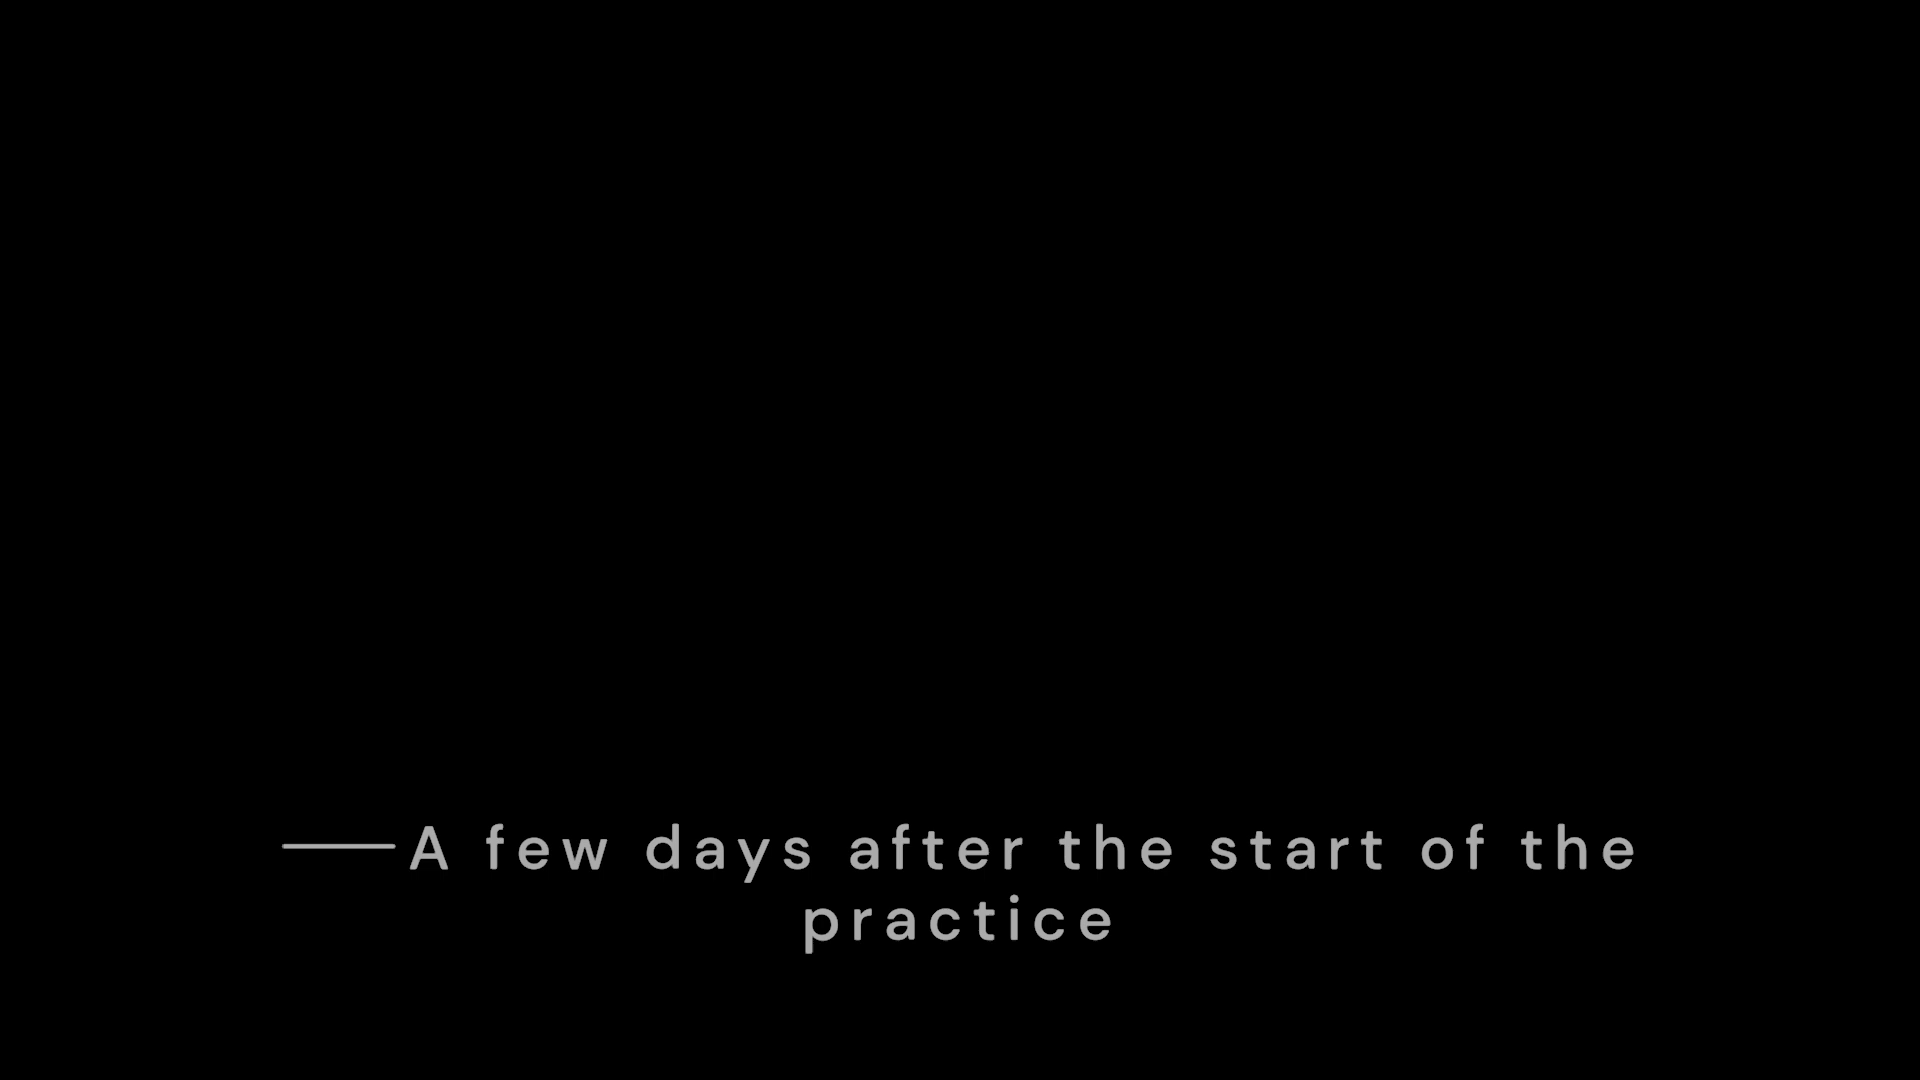 ——A few days after the start of the
practice